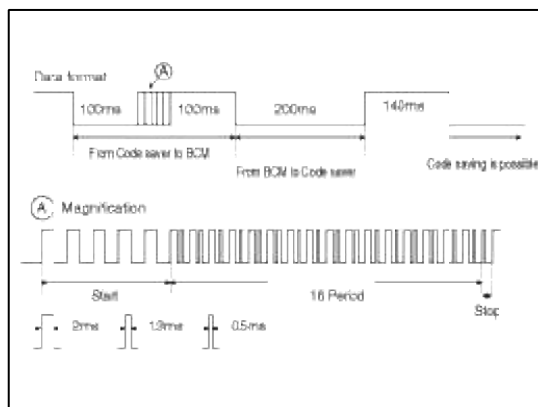 Data format
A
100ms
100ms
200ms
140ms
From Code saver to BCM
From BCM to Code saver
Code saving is possible
A Magnification
Start
16 Period
Stop
2ms
1.3ms
0.5ms